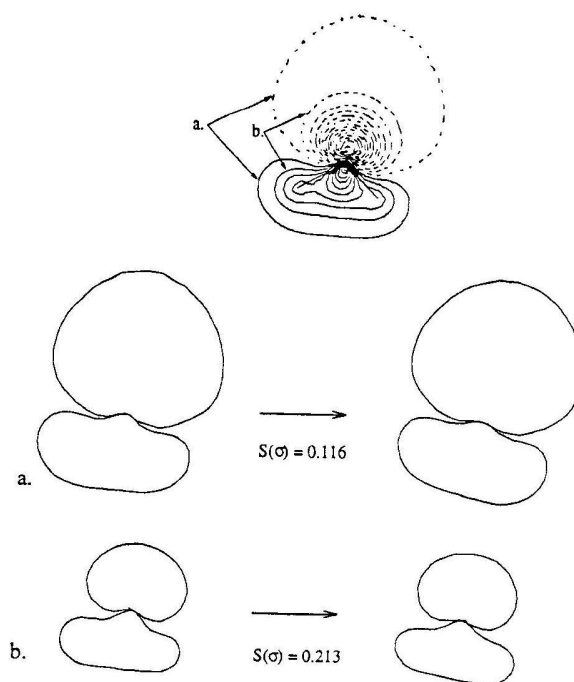 a.
b.
S(σ) = 0.116
a.
S(σ) = 0.213
b.